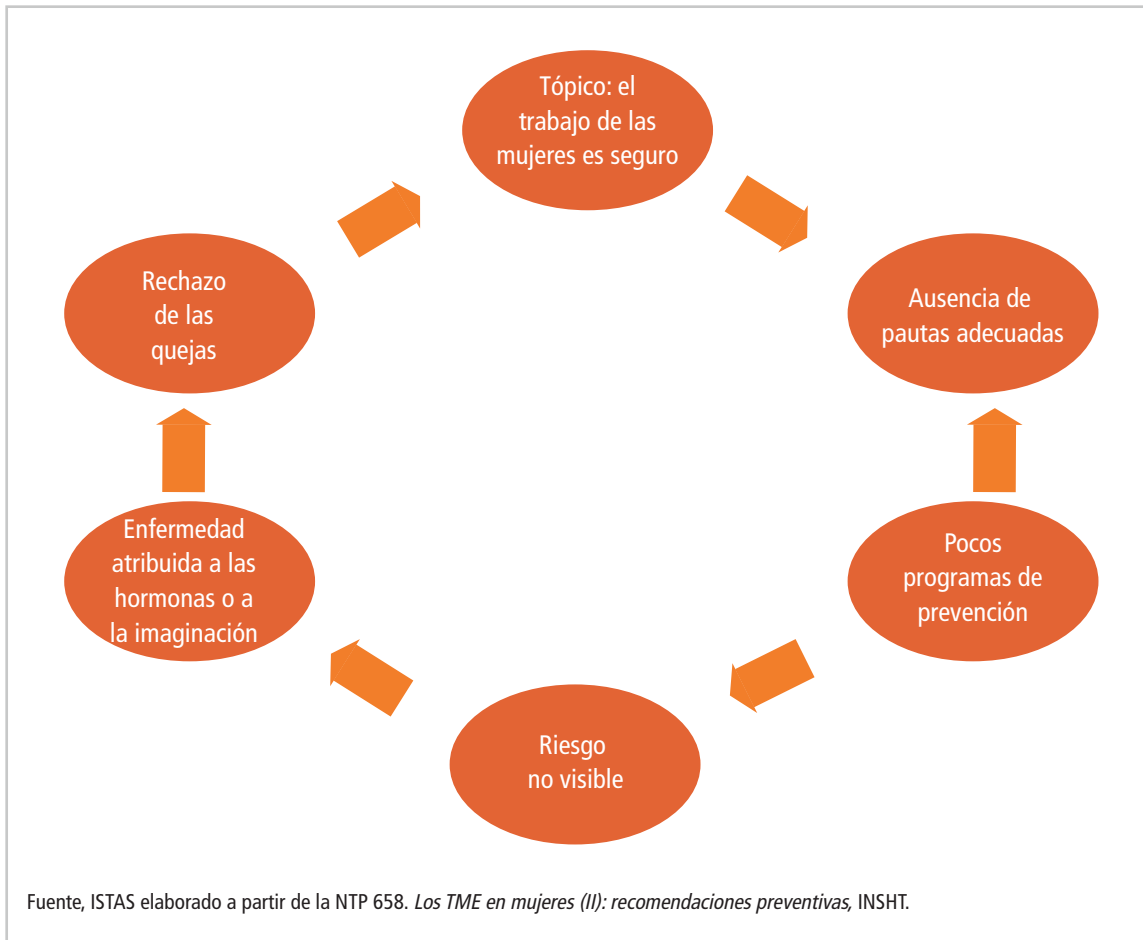 Tópico: el
trabajo de las
mujeres es seguro
Ausencia de
pautas adecuadas
Pocos
programas de
prevención
Riesgo
no visible
Enfermedad
atribuida a las
hormonas o a
la imaginación
Rechazo
de las
quejas
Fuente, ISTAS elaborado a partir de la NTP 658. Los TME en mujeres (II): recomendaciones preventivas, INSHT.